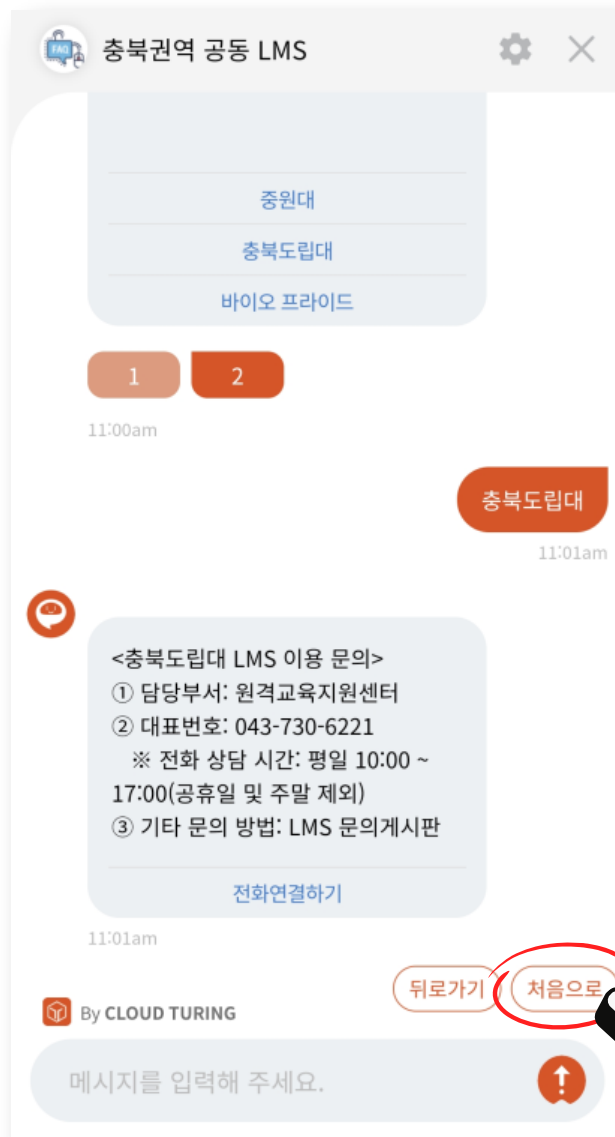 FAQ
충북권역 공동 LMS
중원대
충북도립대
바이오 프라이드
1
2
11:00am
충북도립대
11:01am
<충북도립대 LMS 이용 문의>
① 담당부서: 원격교육지원센터
② 대표번호: 043-730-6221
※ 전화 상담 시간: 평일 10:00 ~
17:00(공휴일 및 주말 제외)
③ 기타 문의 방법: LMS 문의게시판
전화연결하기
11:01am
뒤로가기
처음으로
By CLOUD TURING
메시지를 입력해 주세요.